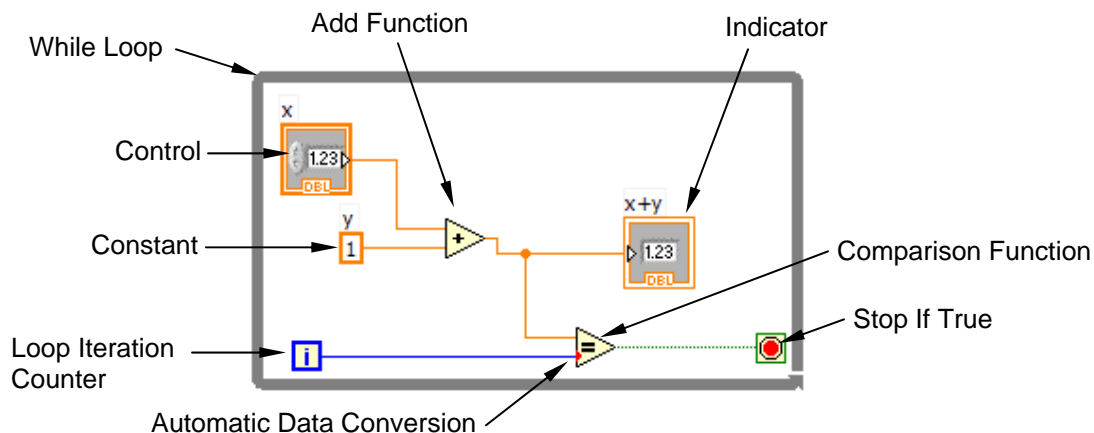 Add Function
Indicator
While Loop
x
Control
1.23
DBL
x+y
y
Constant
1
+
1.23
DBL
Comparison Function
=
Stop If True
Loop Iteration
Counter
i
Automatic Data Conversion